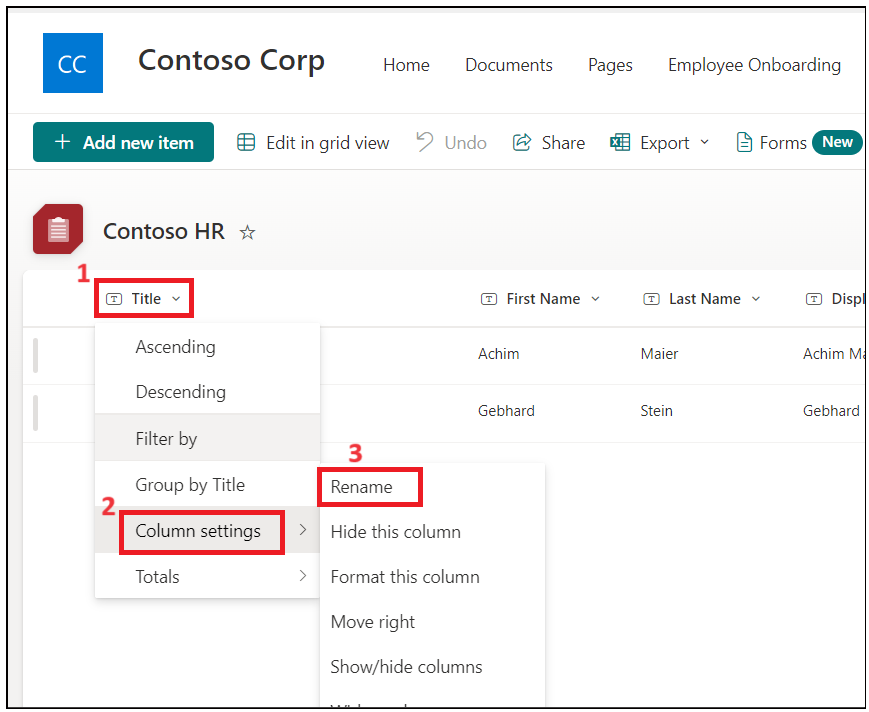 CC
Contoso Corp
Home Documents Pages Employee Onboarding
+ Add new item Edit in grid view Undo Share Export Forms New
Contoso HR
1
Title First Name Last Name Displ
Ascending
Achim Maier Achim Ma
Descending
Gebhard Stein Gebhard
Filter by
3
Group by Title
Rename
2
Column settings
Hide this column
Totals
Format this column
Move right
Show/hide columns